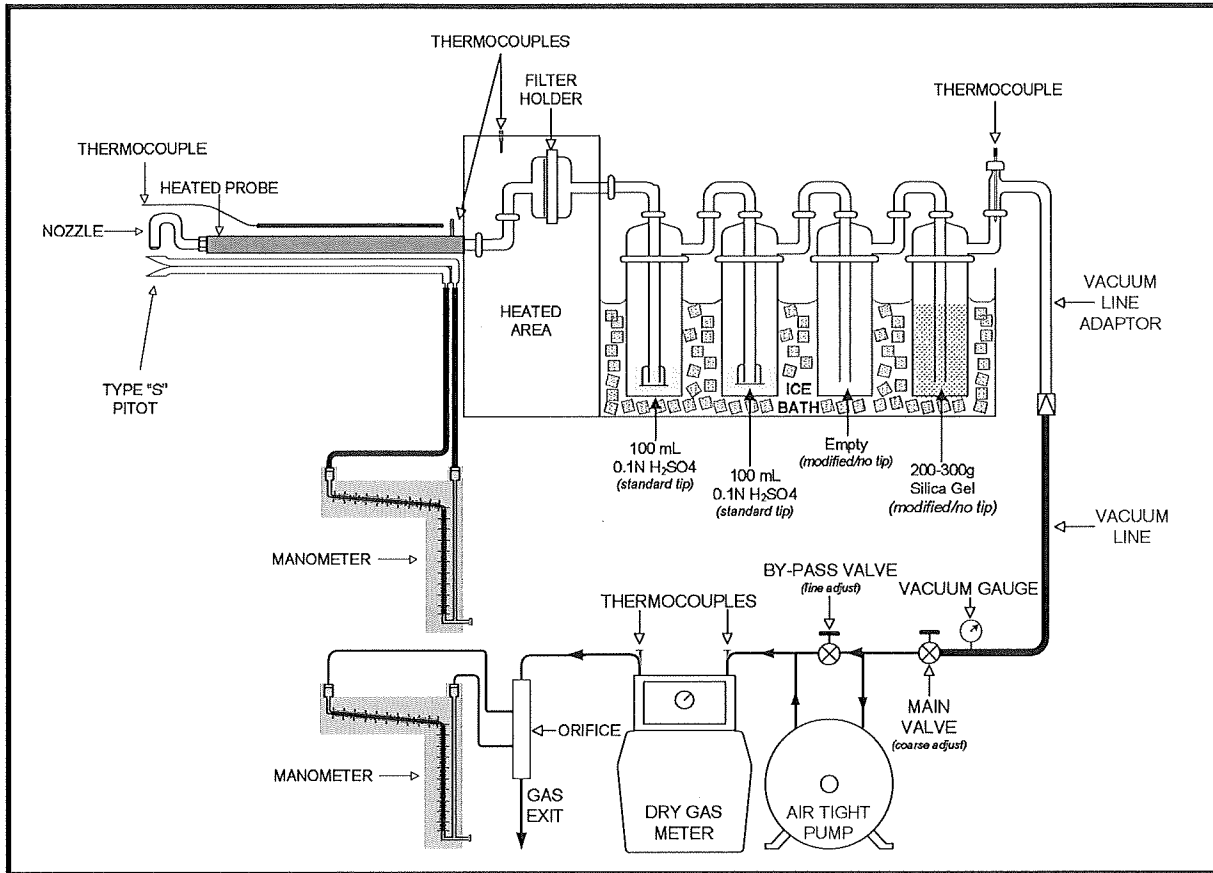 THERMOCOUPLES
FILTER
HOLDER
THERMOCOUPLE
THERMOCOUPLE
HEATED PROBE
NOZZLE
HEATED
AREA
VACUUM
LINE
ADAPTOR
TYPE "S"
PITOT
ICE
BATH
100 mL
0.1N H₂SO4
(standard tip)
100 mL
0.1N H₂SO4
(standard tip)
Empty
(modified/no tip)
200-300g
Silica Gel
(modified/no tip)
VACUUM
LINE
MANOMETER
BY-PASS VALVE
(line adjust)
VACUUM GAUGE
THERMOCOUPLES
MAIN
VALVE
(coarse adjust)
ORIFICE
MANOMETER
GAS
EXIT
DRY GAS
METER
AIR TIGHT
PUMP